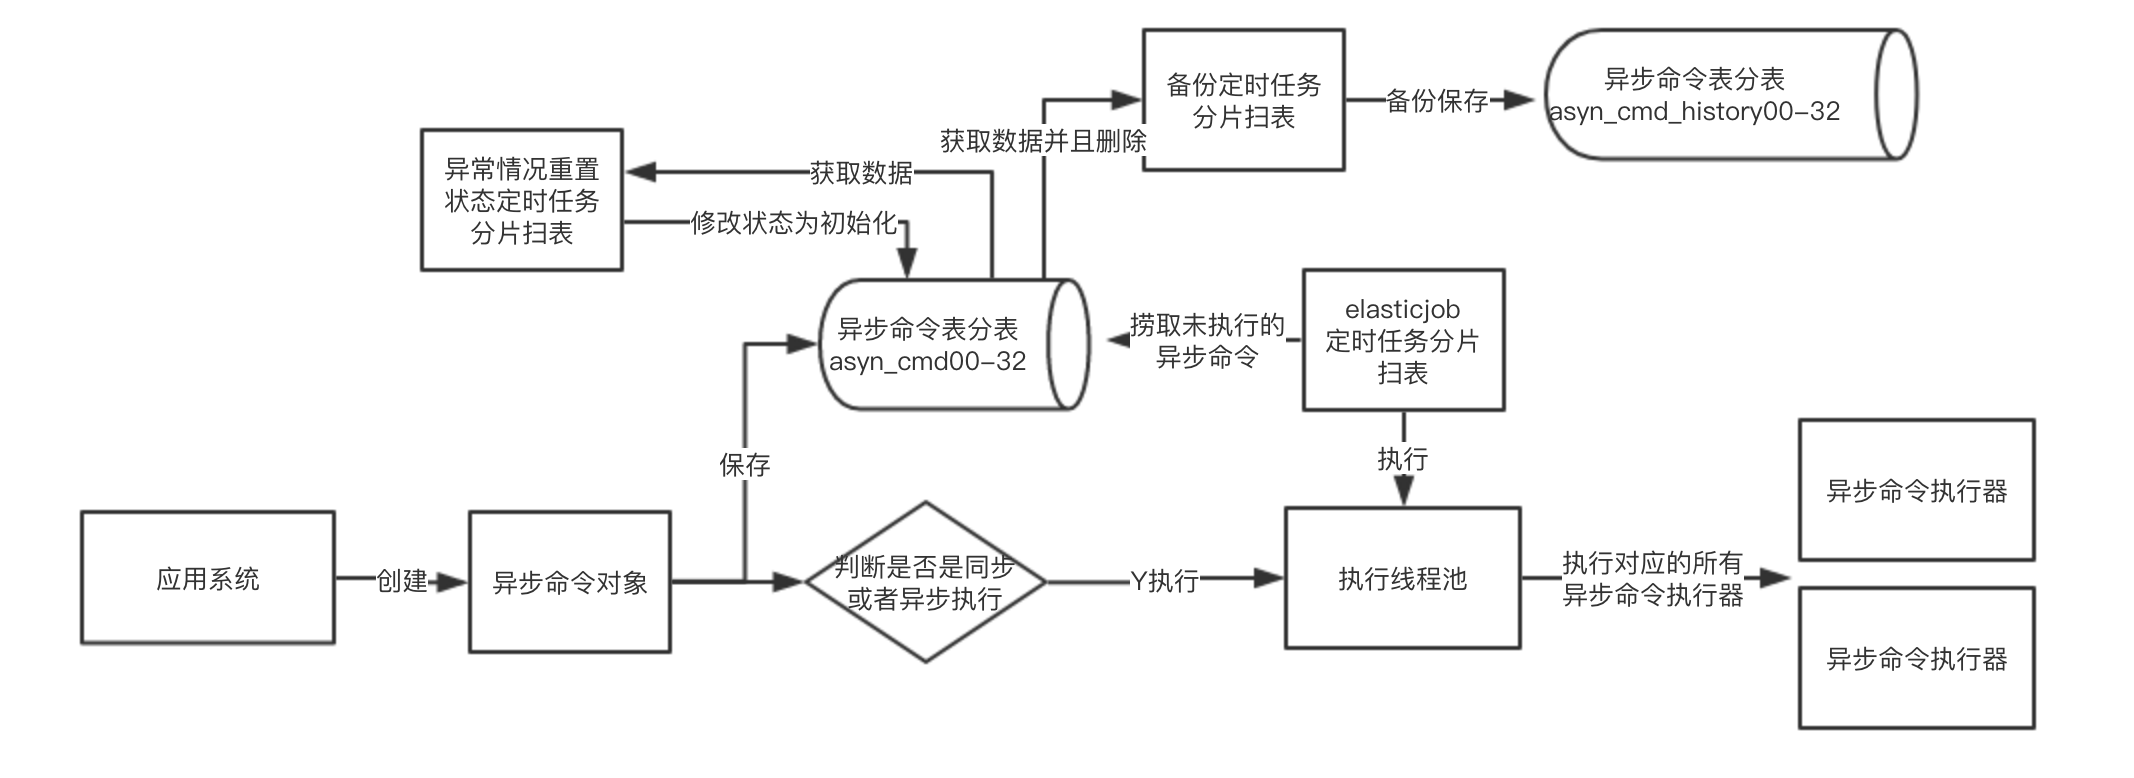 备份定时任务
分片扫表
备份保存
异步命令表分表
asyn_cmd_history00-32
获取数据并且删除
异常情况重置
状态定时任务
分片扫表
获取数据
修改状态为初始化
异步命令表分表
asyn_cmd00-32
捞取未执行的
异步命令
elasticjob
定时任务分片
扫表
保存
执行
应用系统
创建
异步命令对象
判断是否是同步
或者异步执行
Y执行
执行线程池
执行对应的所有
异步命令执行器
异步命令执行器
异步命令执行器